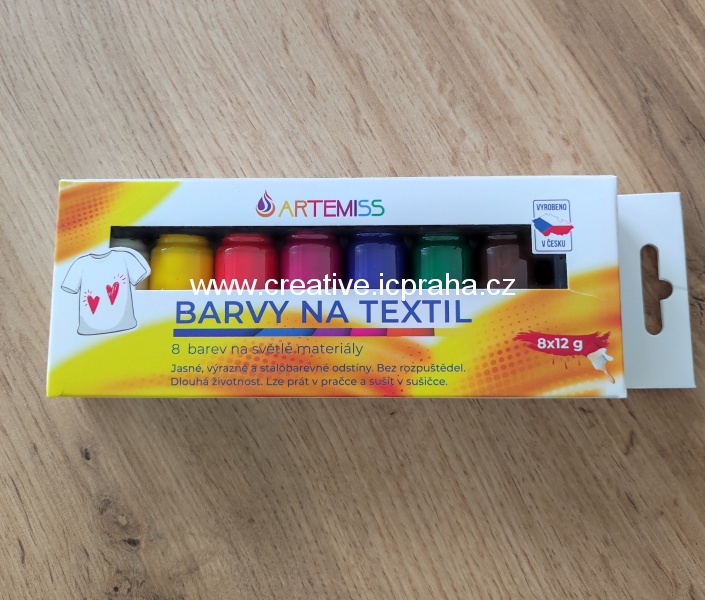 ARTEMISS
VYROBENO
V ČESKU
www.creative.icpraha.cz
BARVY NA TEXTIL
8 barev na světlé materiály
8x12 g
Jasné, výrazné a stálobarevné odstíny. Bez rozpuštědel.
Dlouhá životnost. Lze prát v pračce a sušit v sušičce.